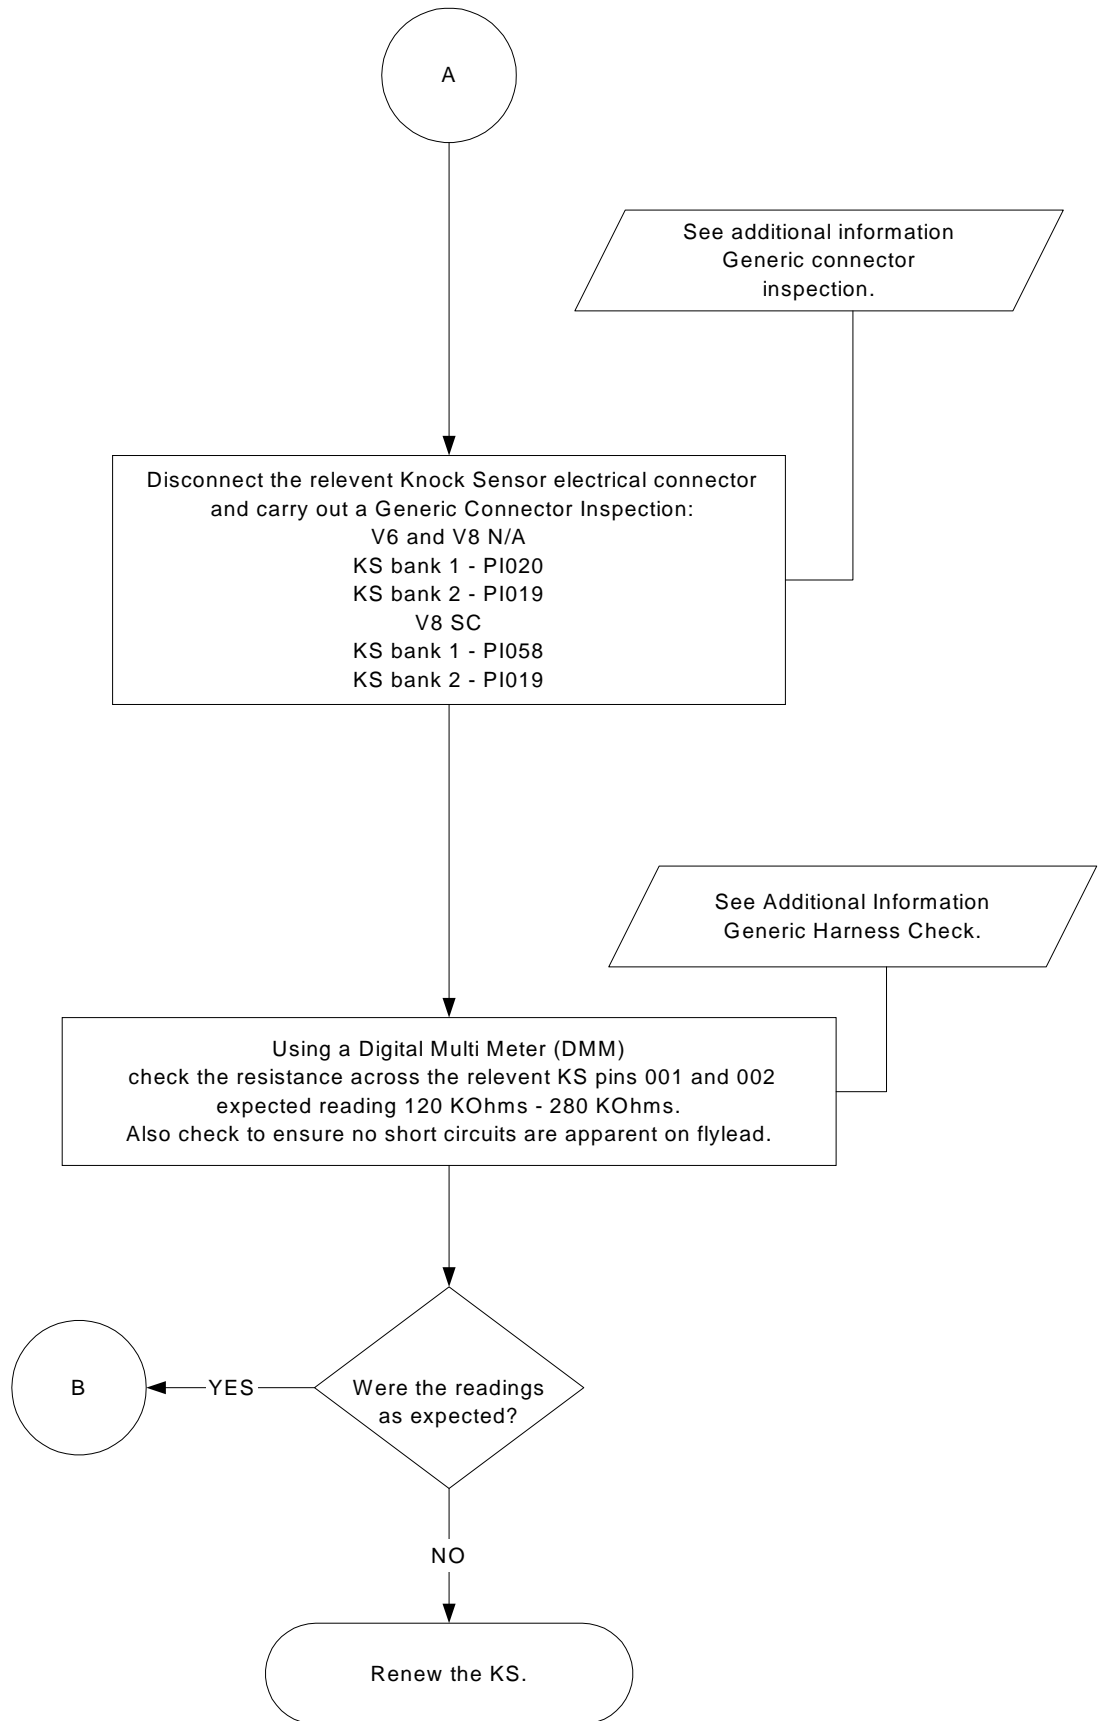 A
See additional information
Generic connector
inspection.
Disconnect the relevent Knock Sensor electrical connector
and carry out a Generic Connector Inspection:
V6 and V8 N/A
KS bank 1 - PI020
KS bank 2 - PI019
V8 SC
KS bank 1 - PI058
KS bank 2 - PI019
See Additional Information
Generic Harness Check.
Using a Digital Multi Meter (DMM)
check the resistance across the relevent KS pins 001 and 002
expected reading 120 KOhms - 280 KOhms.
Also check to ensure no short circuits are apparent on flylead.
B
YES
Were the readings
as expected?
NO
Renew the KS.